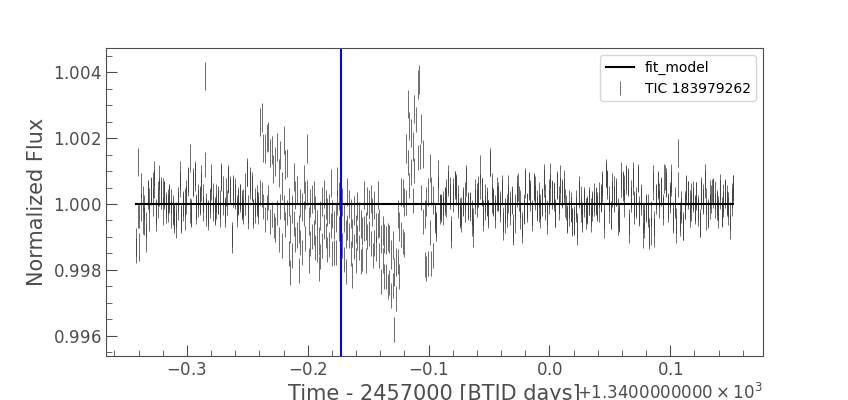 1.004
1.002
1.000
0.998
0.996
Normalized Flux
fit_model
TIC 183979262
−0.3 −0.2 −0.1 0.0 0.1
Time - 2457000 [BTJD days]
+1.3400000000 × 10³